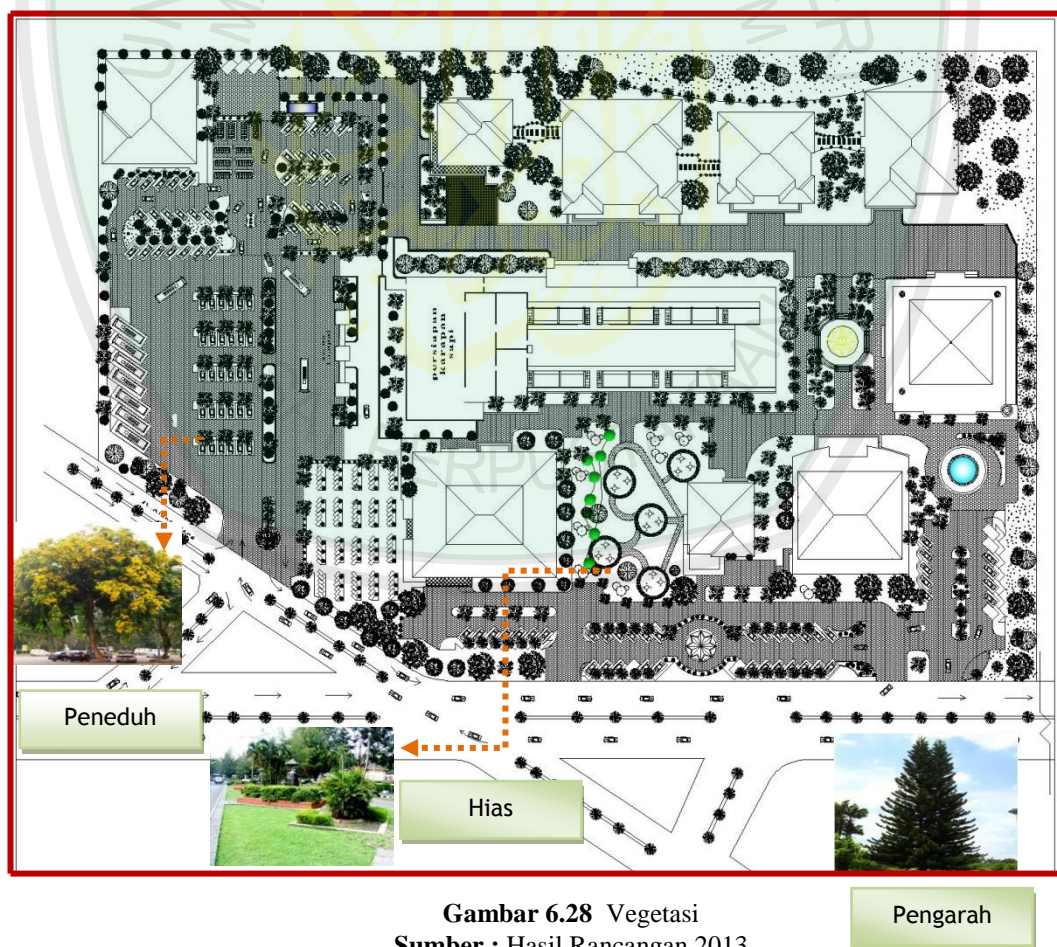 persiapan
karapan
sapi
Peneduh
Hias
Pengarah
Gambar 6.28 Vegetasi
Sumber : Hasil Rancangan 2013